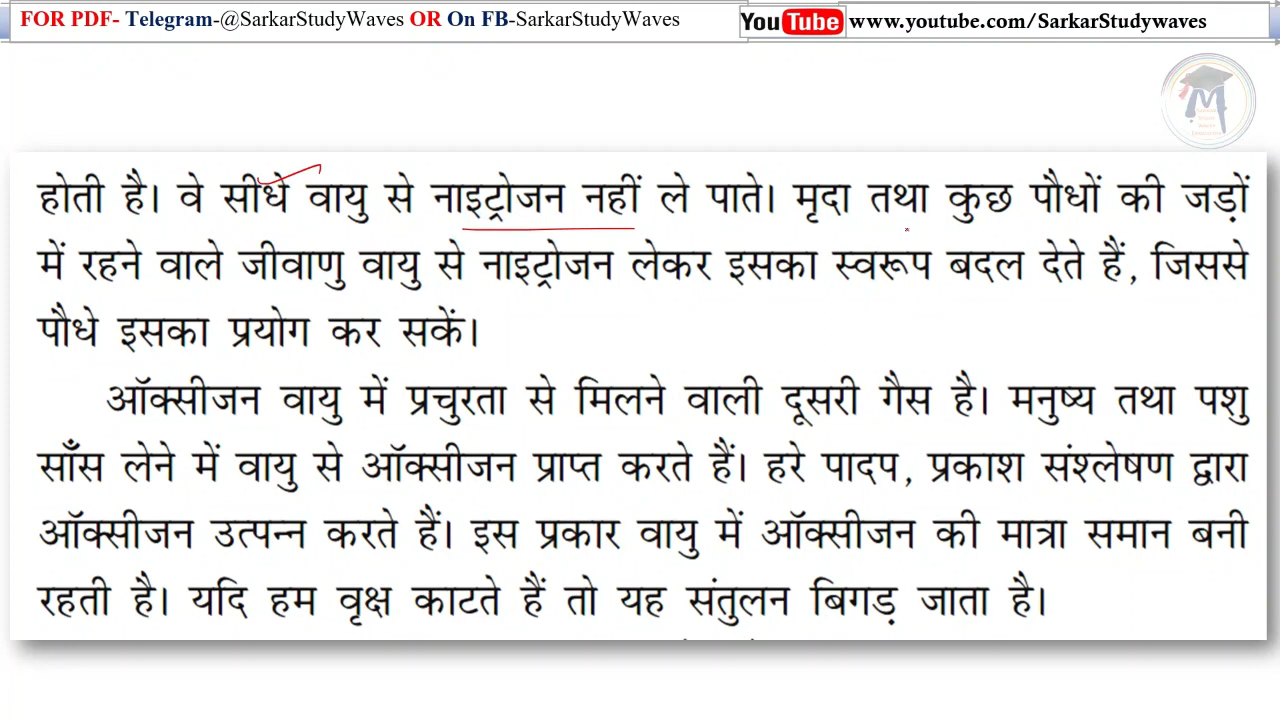 FOR PDF- Telegram-@SarkarStudyWaves OR On FB-SarkarStudyWaves
YouTube www.youtube.com/SarkarStudywaves
होती है। वे सीधे वायु से नाइट्रोजन नहीं ले पाते। मृदा तथा कुछ पौधों की जड़ों
में रहने वाले जीवाणु वायु से नाइट्रोजन लेकर इसका स्वरूप बदल देते हैं, जिससे
पौधे इसका प्रयोग कर सकें।
ऑक्सीजन वायु में प्रचुरता से मिलने वाली दूसरी गैस है। मनुष्य तथा पशु
साँस लेने में वायु से ऑक्सीजन प्राप्त करते हैं। हरे पादप, प्रकाश संश्लेषण द्वारा
ऑक्सीजन उत्पन्न करते हैं। इस प्रकार वायु में ऑक्सीजन की मात्रा समान बनी
रहती है। यदि हम वृक्ष काटते हैं तो यह संतुलन बिगड़ जाता है।